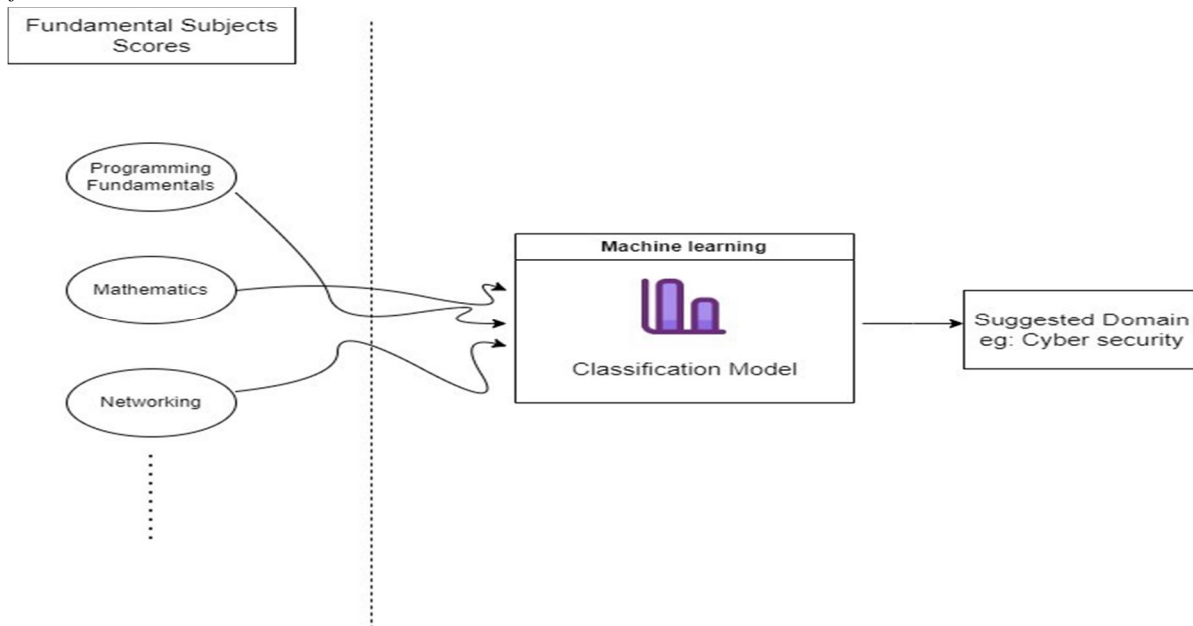 Fundamental Subjects
Scores
Programming
Fundamentals
Mathematics
Networking
Machine learning
Classification Model
Suggested Domain
eg: Cyber security